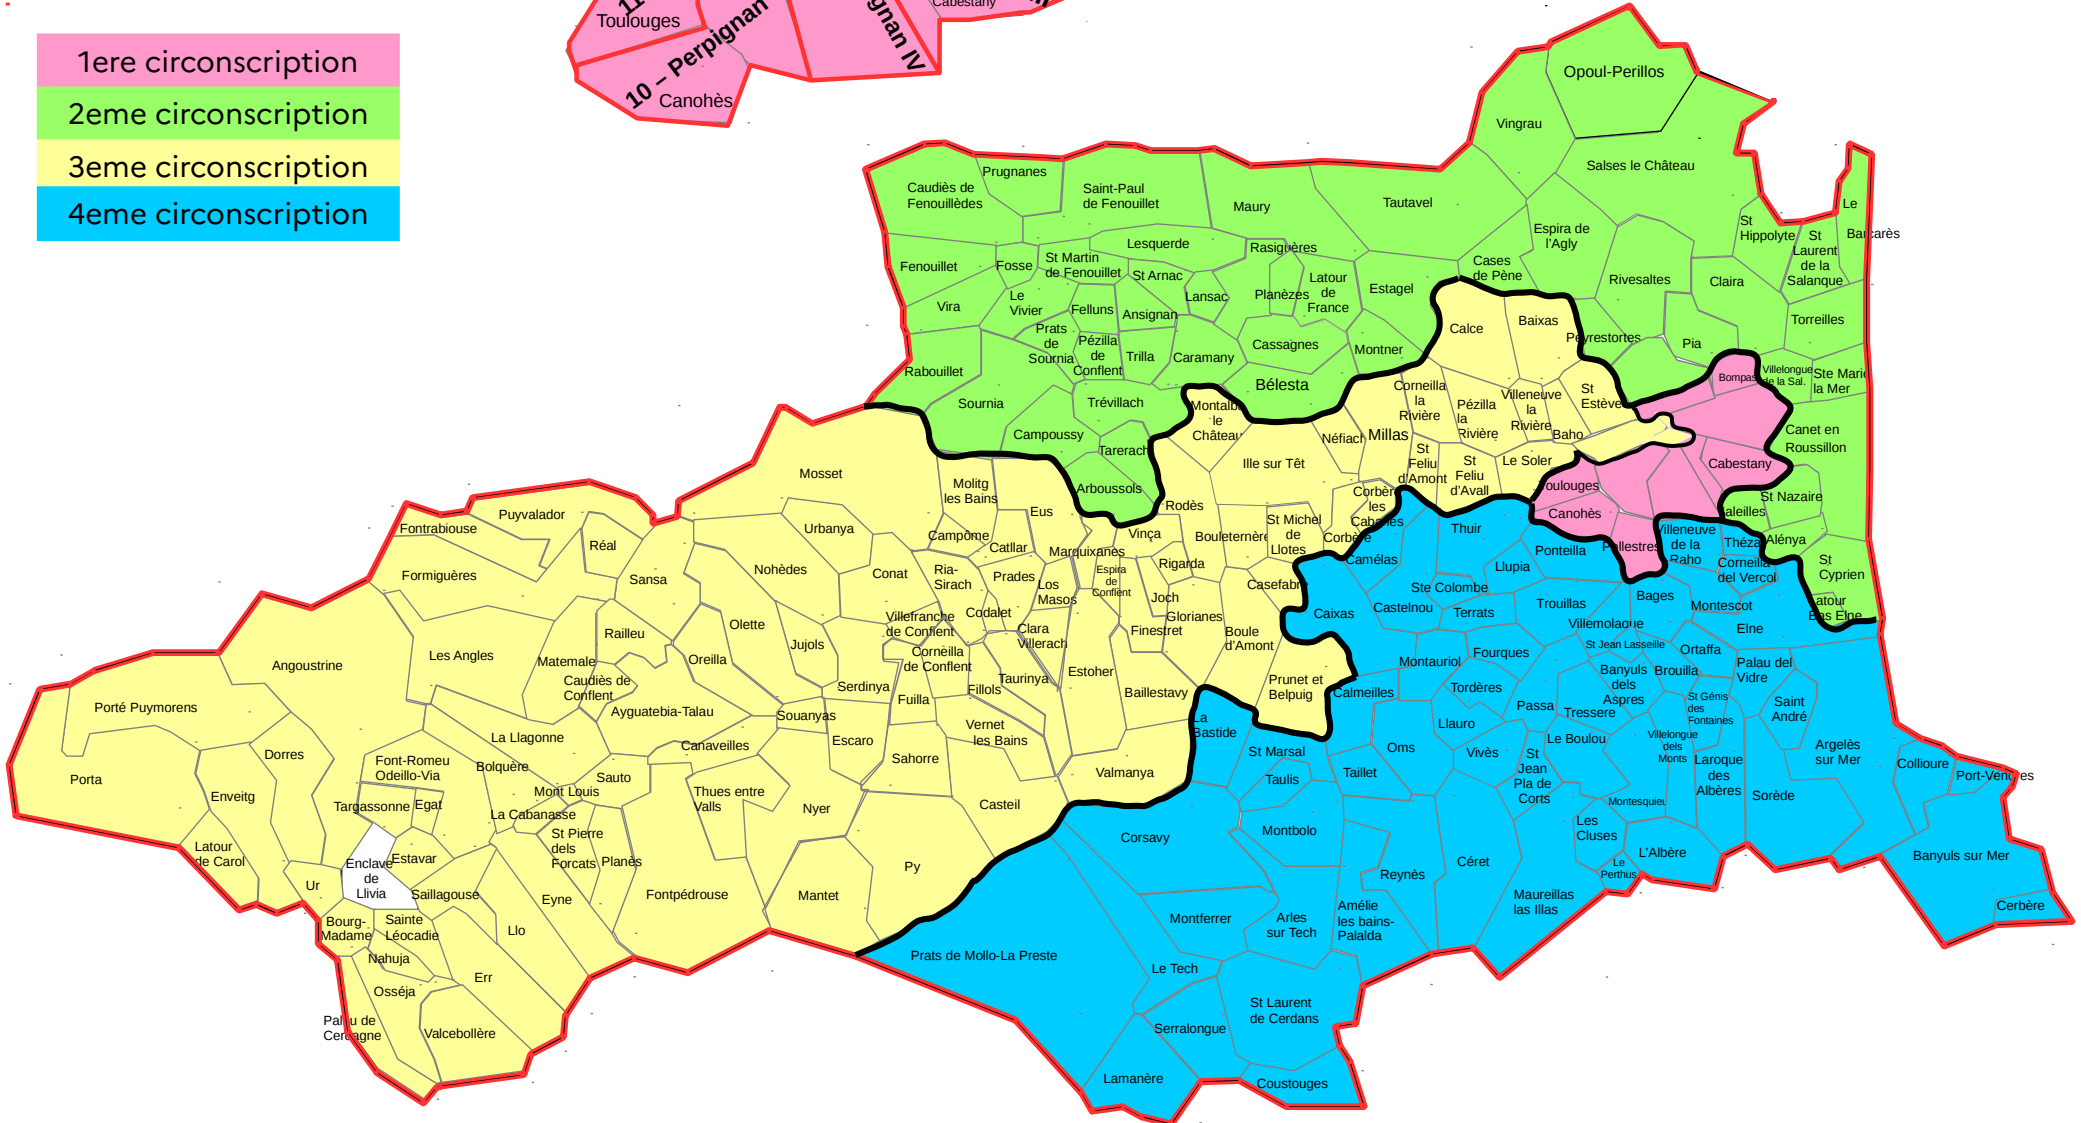 11
Toulouges
10 – Perpignan
Canohès
gnan IV
Cabestany
1ere circonscription
2eme circonscription
3eme circonscription
4eme circonscription
Opoul-Perillos
Vingrau
Salses le Château
Prugnanes
Caudiès de
Fenouillèdes
Saint-Paul
de Fenouillet
Maury
Tautavel
Le
Barcarès
St
Hippolyte
St
Laurent
de la
Salanque
Espira de
l'Agly
Lesquerde
Rasiguères
Fenouillet
Fosse
St Martin
de Fenouillet
St Arnac
Cases
de Pène
Rivesaltes
Claira
Latour
de
France
Estagel
Planèzes
Lansac
Vira
Le
Vivier
Felluns
Ansignan
Torreilles
Calce
Baixas
Peyrestortes
Pia
Prats
de
Sournia
Pézilla
de
Conflent
Trilla
Caramany
Cassagnes
Montner
Rabouillet
Bélesta
Bompas
Villelongue
de la Sal.
Ste Marie
la Mer
Sournia
Trévillach
Montalba
le
Château
Corneilla
la
Rivière
Pézilla
la
Rivière
Villeneuve
la
Rivière
St
Estève
Campoussy
Tarerach
Néfiach
Millas
Baho
Canet en
Roussillon
Arboussols
Ille sur Têt
St
Feliu
d'Amont
St
Feliu
d'Avall
Le Soler
Cabestany
Mosset
Molitg
les Bains
Toulouges
St Nazaire
Saleilles
Rodès
Corbère
les
Cabanes
Canohès
Puyvalador
Fontrabiouse
Urbanya
Eus
Campôme
Catllar
Vinça
Bouleternère
St Michel
de
Llotes
Corbère
Thuir
Ponteilla
Pollestres
Villeneuve
de la
Raho
Théza
Alénya
Réal
Marquixanes
Camélas
Llupia
Corneilla
del Vercol
St
Cyprien
Formiguères
Sansa
Nohèdes
Conat
Ria-
Sirach
Prades
Los
Masos
Espira
de
Conflent
Rigarda
Joch
Casefabre
Ste Colombe
Castelnou
Terrats
Trouillas
Bages
Montescot
Latour
Bas Elne
Caixas
Olette
Villefranche
de Conflent
Codalet
Glorianes
Railleu
Jujols
Clara
Villerach
Finestret
Boule
d'Amont
Villemolaque
Elne
Les Angles
Matemale
Oreilla
Corneilla
de Conflent
Montauriol
Fourques
St Jean Lasseille
Ortaffa
Angoustrine
Caudiès de
Conflent
Serdinya
Fuilla
Fillols
Taurinya
Estoher
Baillestavy
Prunet et
Belpuig
Calmeilles
Tordères
Banyuls
dels
Aspres
Brouilla
Palau del
Vidre
Porté Puymorens
Ayguatebia-Talau
Souanyas
Passa
Tressere
St Génis
des
Fontaines
Saint
André
La Llagonne
Canaveilles
Escaro
Vernet
les Bains
La
Bastide
Llauro
Vivès
Le Boulou
Villelongue
dels
Monts
Argelès
sur Mer
Dorres
Font-Romeu
Odeillo-Via
Bolquère
Sauto
Sahorre
Valmanya
St Marsal
Taulis
Oms
Taillet
St
Jean
Pla de
Corts
Laroque
des
Albères
Collioure
Port-Vendres
Porta
Enveitg
Targassonne
Egat
Mont Louis
La Cabanasse
Thues entre
Valls
Nyer
Casteil
Sorède
Montesquieu
Latour
de Carol
St Pierre
dels
Forcats
Planès
Corsavy
Montbolo
Les
Cluses
Enclave
de
Llivia
Estavar
L'Albère
Le
Perthus
Banyuls sur Mer
Ur
Saillagouse
Eyne
Fontpédrouse
Mantet
Py
Reynès
Céret
Maureillas
las Illas
Cerbère
Bourg-
Madame
Sainte
Léocadie
Llo
Montferrer
Arles
sur Tech
Amélie
les bains-
Palalda
Nahuja
Err
Prats de Mollo-La Preste
Le Tech
Osséja
St Laurent
de Cerdans
Palau de
Cerdagne
Valcebollère
Serralongue
Lamanère
Coustouges